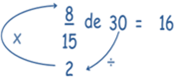 8/15 de 30 = 16
x
2 ÷